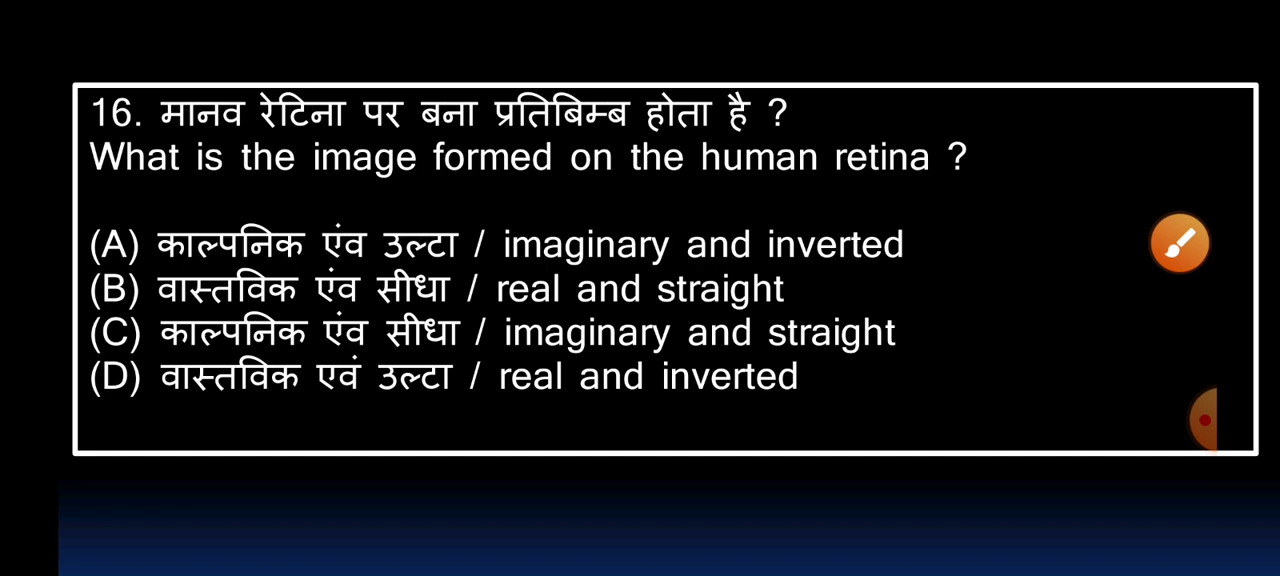 16. मानव रेटिना पर बना प्रतिबिम्ब होता है ?
What is the image formed on the human retina ?
(A) काल्पनिक एंव उल्टा / imaginary and inverted
(B) वास्तविक एंव सीधा / real and straight
(C) काल्पनिक एंव सीधा / imaginary and straight
(D) वास्तविक एवं उल्टा / real and inverted